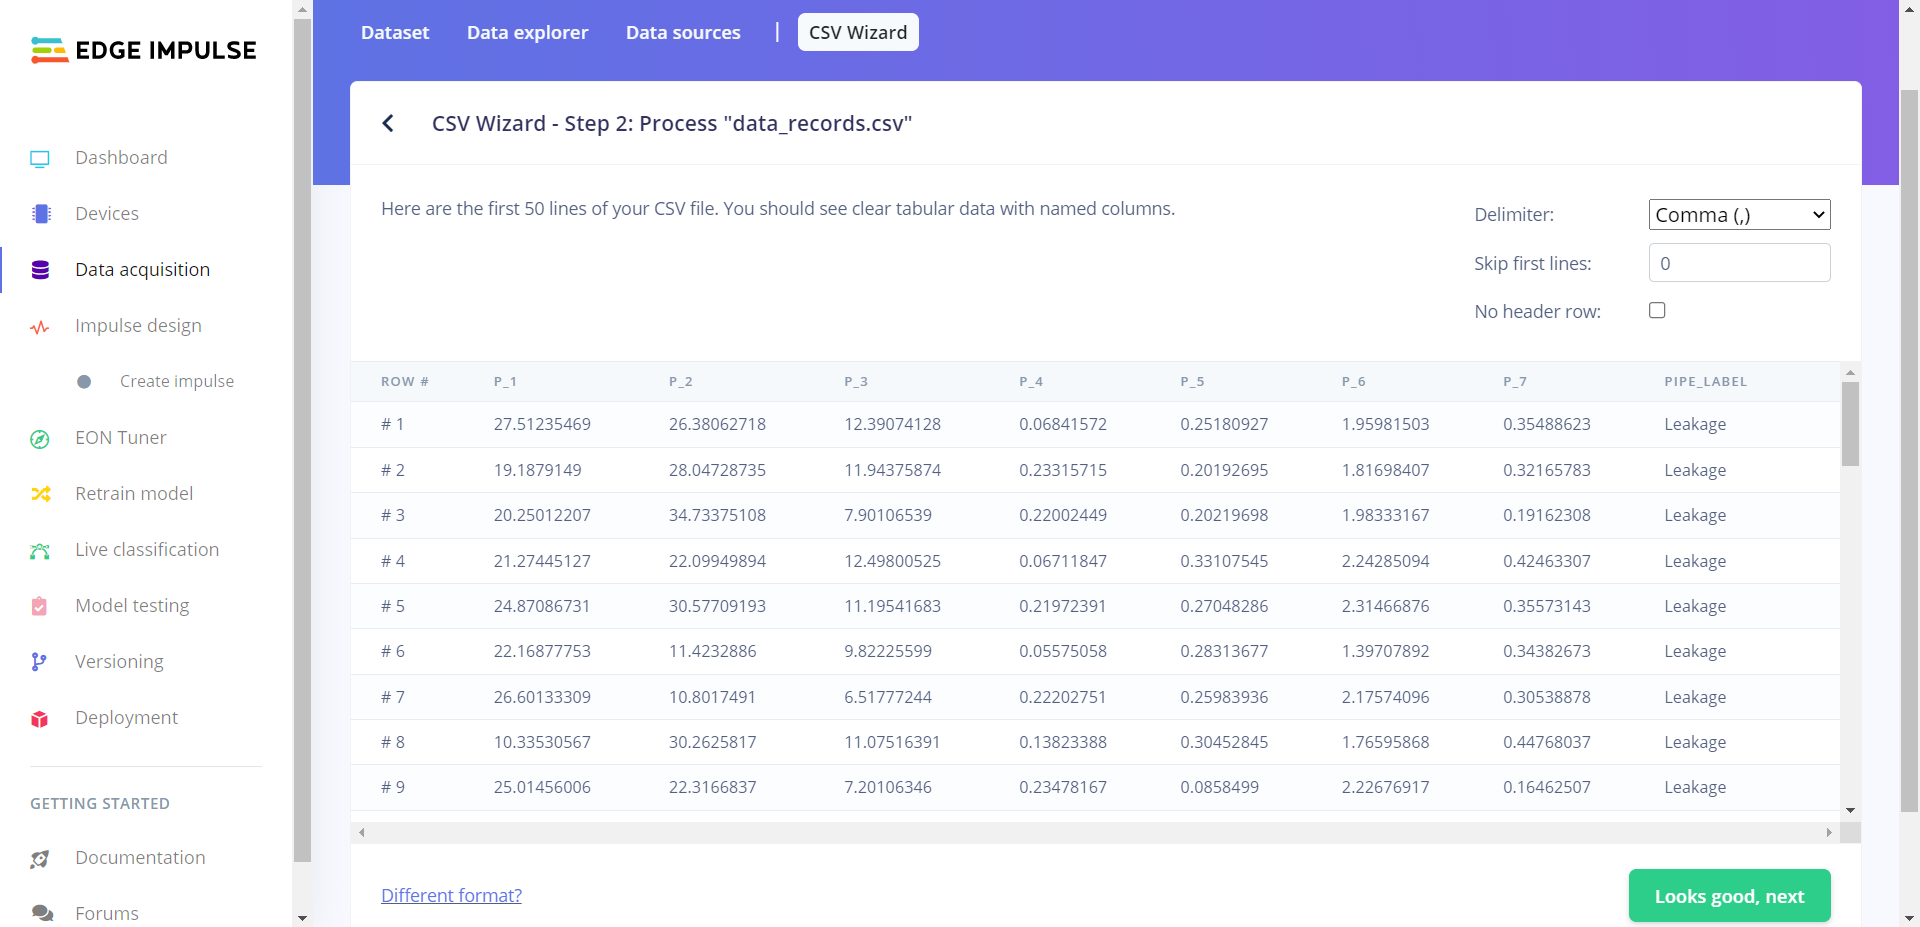 EDGE IMPULSE
Dashboard
Devices
Data acquisition
Impulse design
Create impulse
EON Tuner
Retrain model
Live classification
Model testing
Versioning
Deployment
GETTING STARTED
Documentation
Forums
Dataset Data explorer Data sources | CSV Wizard
CSV Wizard - Step 2: Process "data_records.csv"
Here are the first 50 lines of your CSV file. You should see clear tabular data with named columns.
Delimiter: Comma (,)
Skip first lines: 0
No header row:
ROW # P_1 P_2 P_3 P_4 P_5 P_6 P_7 PIPE_LABEL
# 1 27.51235469 26.38062718 12.39074128 0.06841572 0.25180927 1.95981503 0.35488623 Leakage
# 2 19.1879149 28.04728735 11.94375874 0.23315715 0.20192695 1.81698407 0.32165783 Leakage
# 3 20.25012207 34.73375108 7.90106539 0.22002449 0.20219698 1.98333167 0.19162308 Leakage
# 4 21.27445127 22.09949894 12.49800525 0.06711847 0.33107545 2.24285094 0.42463307 Leakage
# 5 24.87086731 30.57709193 11.19541683 0.21972391 0.27048286 2.31466876 0.35573143 Leakage
# 6 22.16877753 11.4232886 9.82225599 0.05575058 0.28313677 1.39707892 0.34382673 Leakage
# 7 26.60133309 10.8017491 6.51777244 0.22202751 0.25983936 2.17574096 0.30538878 Leakage
# 8 10.33530567 30.2625817 11.07516391 0.13823388 0.30452845 1.76595868 0.44768037 Leakage
# 9 25.01456006 22.3166837 7.20106346 0.23478167 0.0858499 2.22676917 0.16462507 Leakage
Different format?
Looks good, next